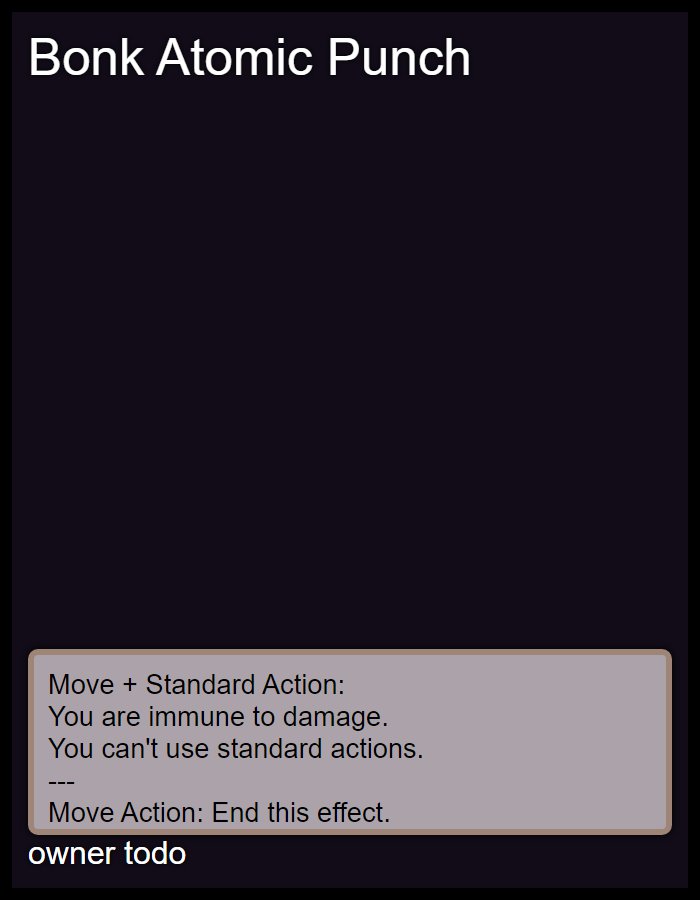 Bonk Atomic Punch
Move + Standard Action:
You are immune to damage.
You can't use standard actions.
---
Move Action: End this effect.
owner todo